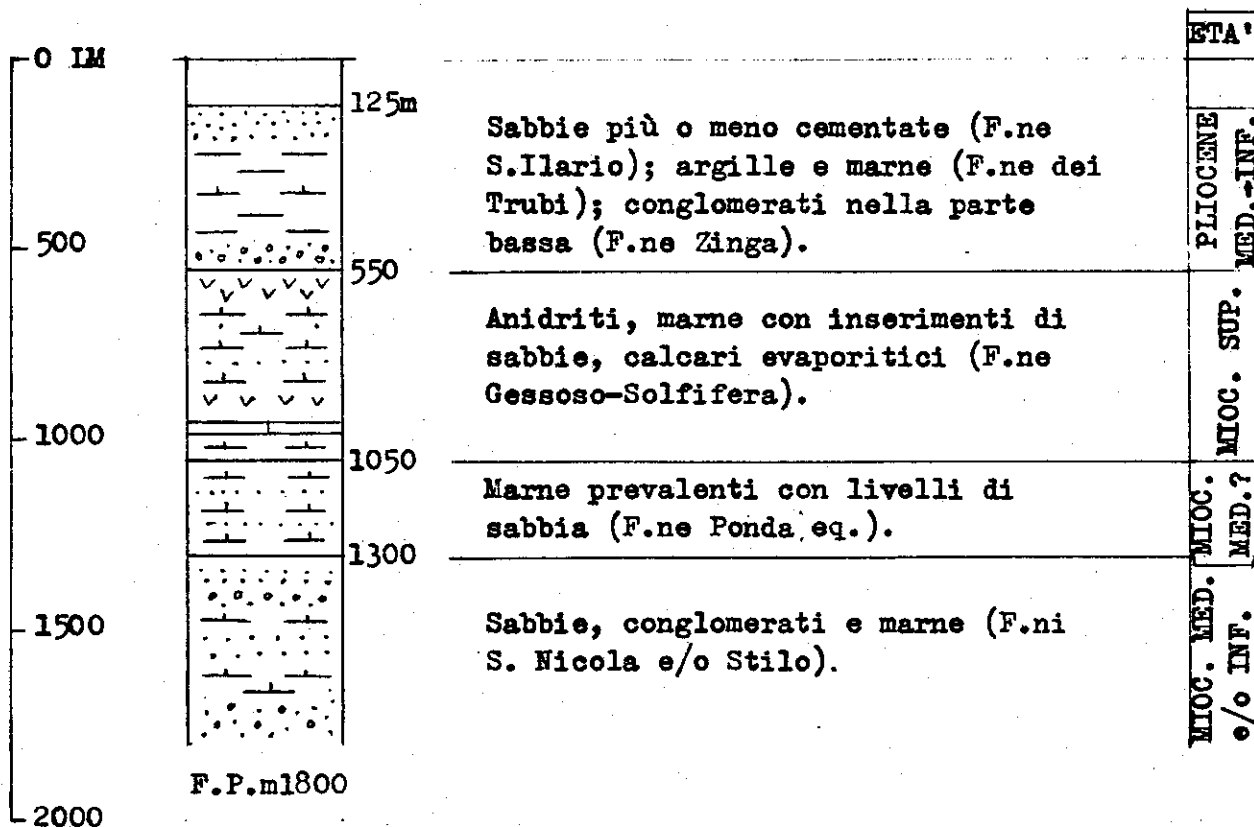 ETA'
0 LM
125m
Sabbie più o meno cementate (F.ne
S.Ilario); argille e marne (F.ne dei
Trubi); conglomerati nella parte
bassa (F.ne Zinga).
PLIOCENE
MED.-INF.
500
550
Anidriti, marne con inserimenti di
sabbie, calcari evaporitici (F.ne
Gessoso-Solfifera).
MIOC. SUP.
1000
1050
Marne prevalenti con livelli di
sabbia (F.ne Ponda eq.).
MIOC.
MED.?
1300
1500
Sabbie, conglomerati e marne (F.ni
S. Nicola e/o Stilo).
MIOC. MED.
e/o INF.
F.P.m1800
2000